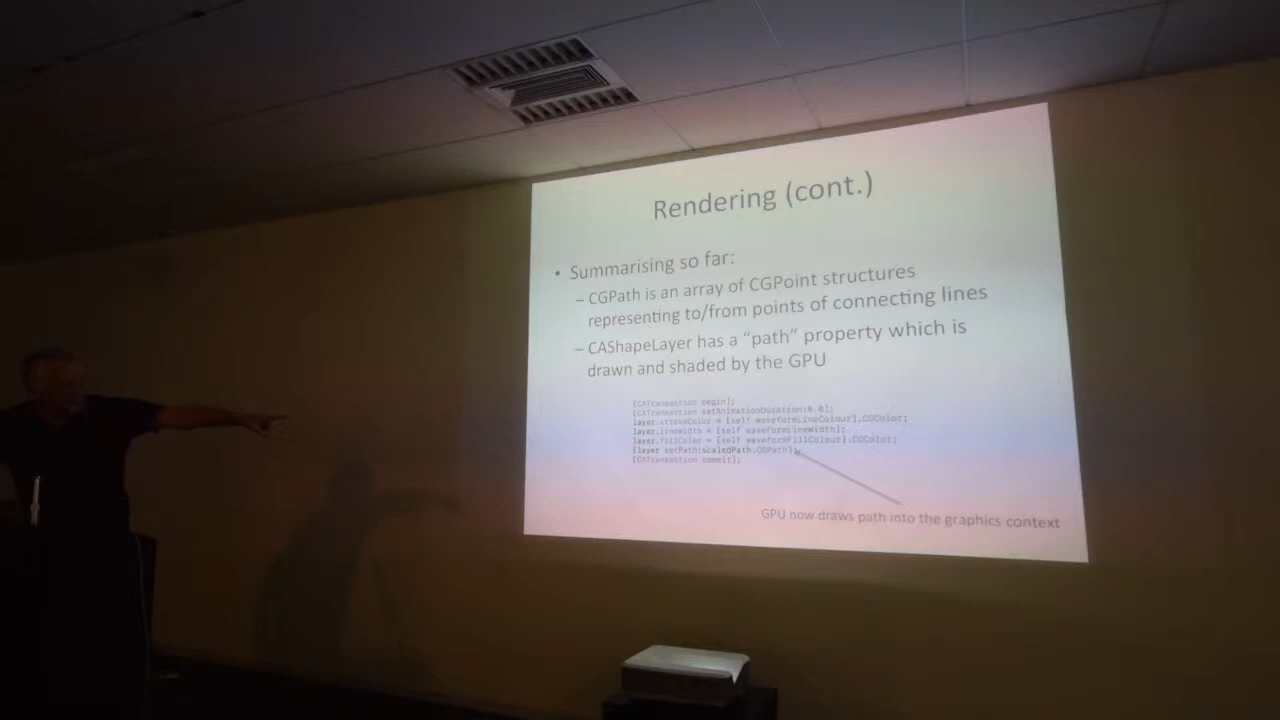 Rendering (cont.)
• Summarising so far:
– CGPath is an array of CGPoint structures
representing to/from points of connecting lines
– CAShapeLayer has a “path” property which is
drawn and shaded by the GPU
[CATransaction begin];
[CATransaction setAnimationDuration:0.0];
layer.strokeColor = [self waveformLineColour].CGColor;
layer.lineWidth = [self waveformLineWidth];
layer.fillColor = [self waveformFillColour].CGColor;
[layer setPath:scaledPath.CGPath];
[CATransaction commit];
GPU now draws path into the graphics context